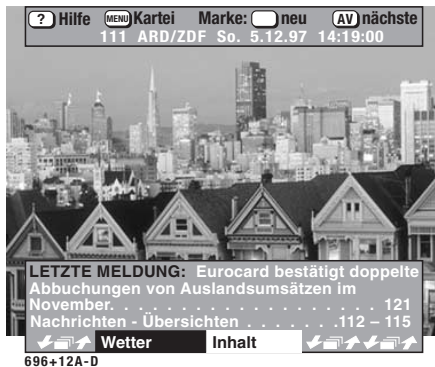 ? Hilfe MENU Kartei Marke: neu AV nächste
111 ARD/ZDF So. 5.12.97 14:19:00
LETZTE MELDUNG: Eurocard bestätigt doppelte
Abbuchungen von Auslandsumsätzen im
November. . . . . . . . . . . . . . . . . . . . 121
Nachrichten - Übersichten . . . . . . .112 – 115
Wetter Inhalt
696+12A-D